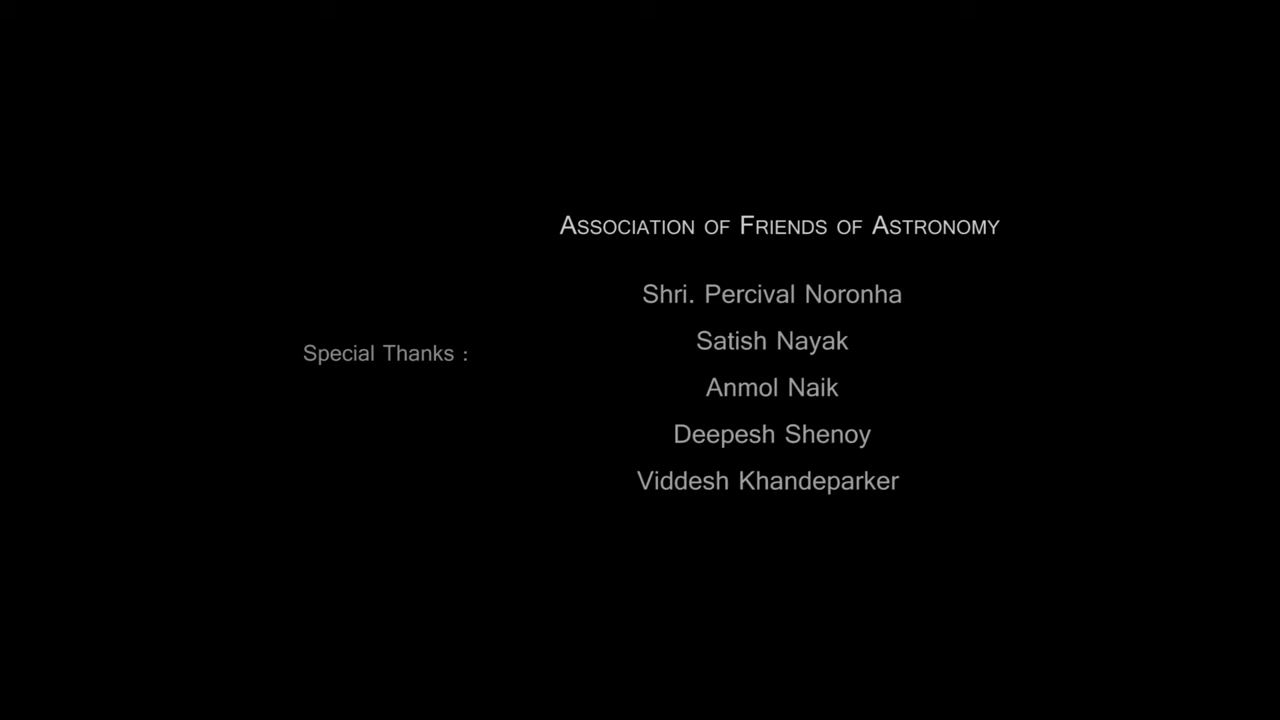 ASSOCIATION OF FRIENDS OF ASTRONOMY
Shri. Percival Noronha
Satish Nayak
Special Thanks :
Anmol Naik
Deepesh Shenoy
Viddesh Khandeparker